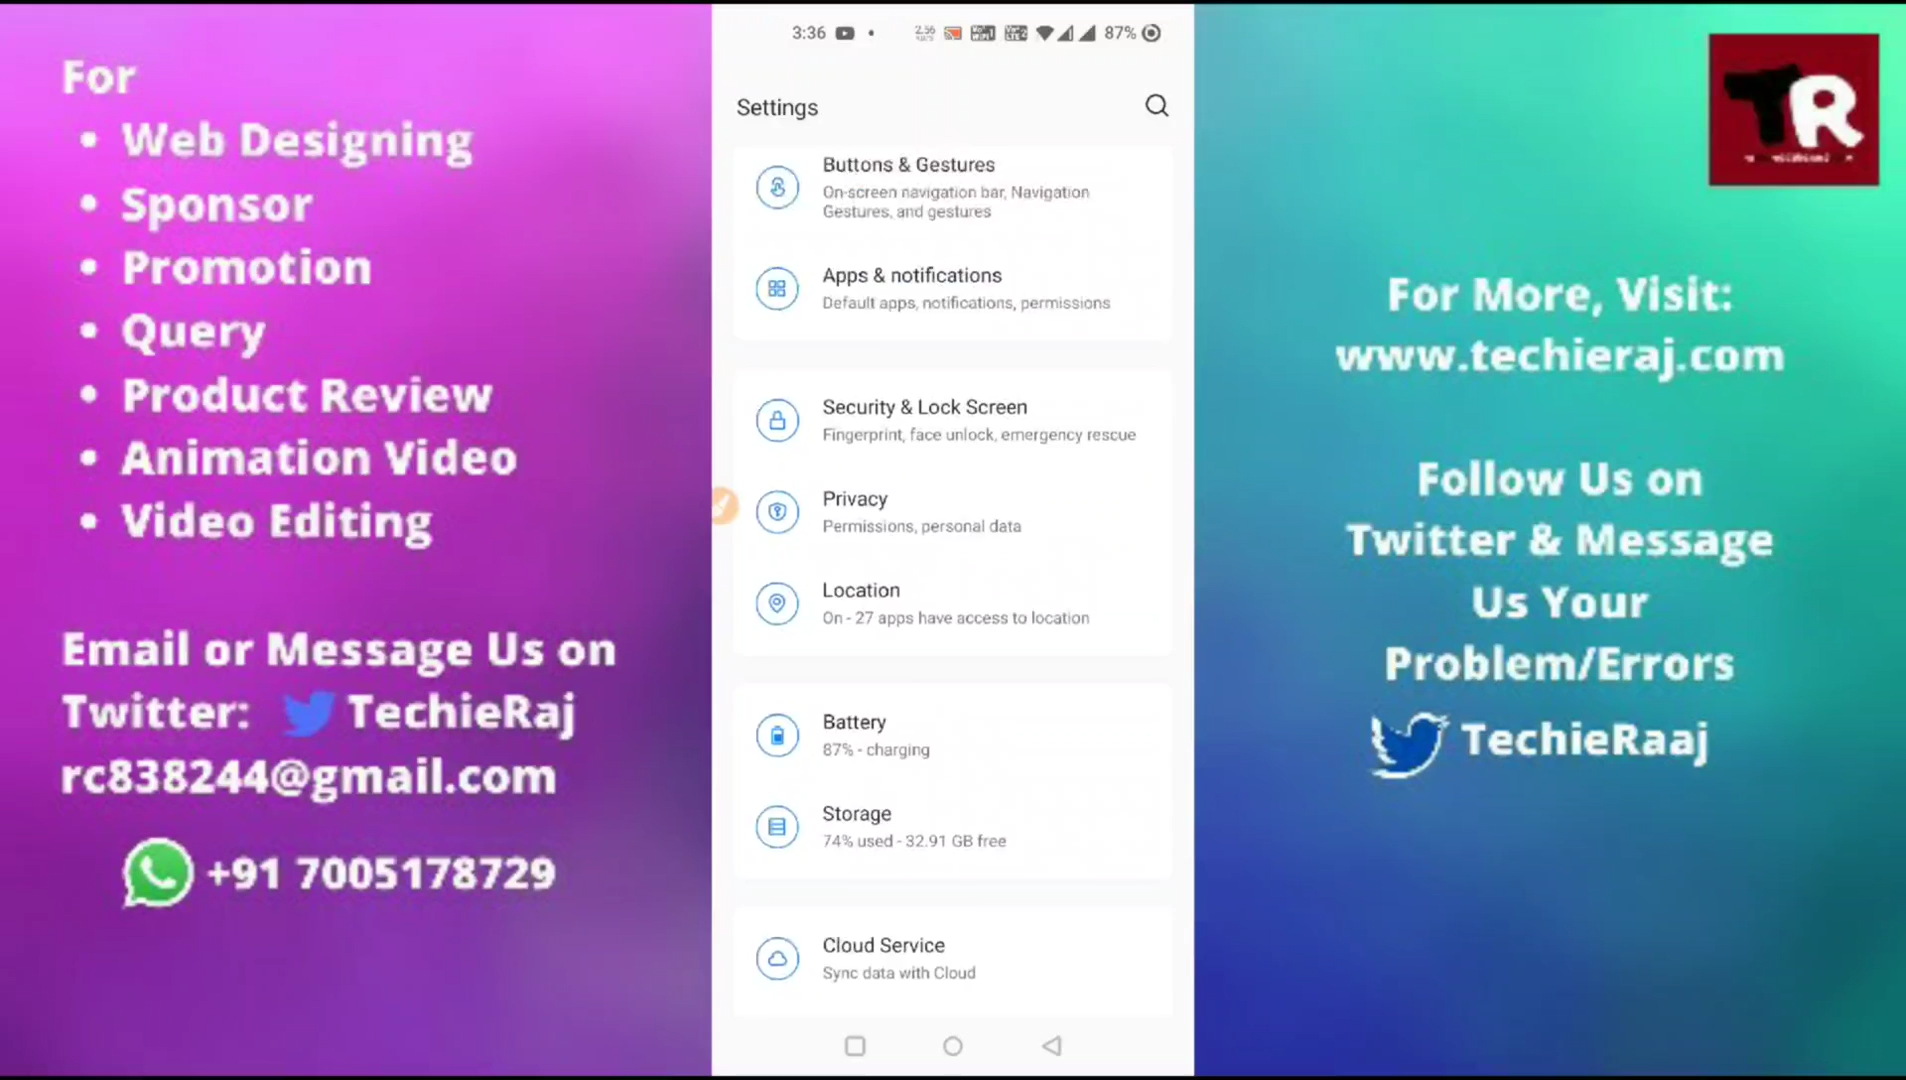 For
• Web Designing
• Sponsor
• Promotion
• Query
• Product Review
• Animation Video
• Video Editing
Email or Message Us on
Twitter: TechieRaj
rc838244@gmail.com
+91 7005178729
3:36
2.56
87%
Settings
Buttons & Gestures
On-screen navigation bar, Navigation
Gestures, and gestures
Apps & notifications
Default apps, notifications, permissions
Security & Lock Screen
Fingerprint, face unlock, emergency rescue
Privacy
Permissions, personal data
Location
On - 27 apps have access to location
Battery
87% - charging
Storage
74% used - 32.91 GB free
Cloud Service
Sync data with Cloud
TR
For More, Visit:
www.techieraj.com
Follow Us on
Twitter & Message
Us Your
Problem/Errors
TechieRaaj